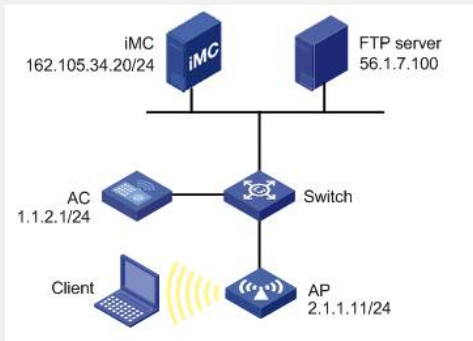 iMC
162.105.34.20/24
iMC
FTP server
56.1.7.100
AC
1.1.2.1/24
Switch
Client
AP
2.1.1.11/24